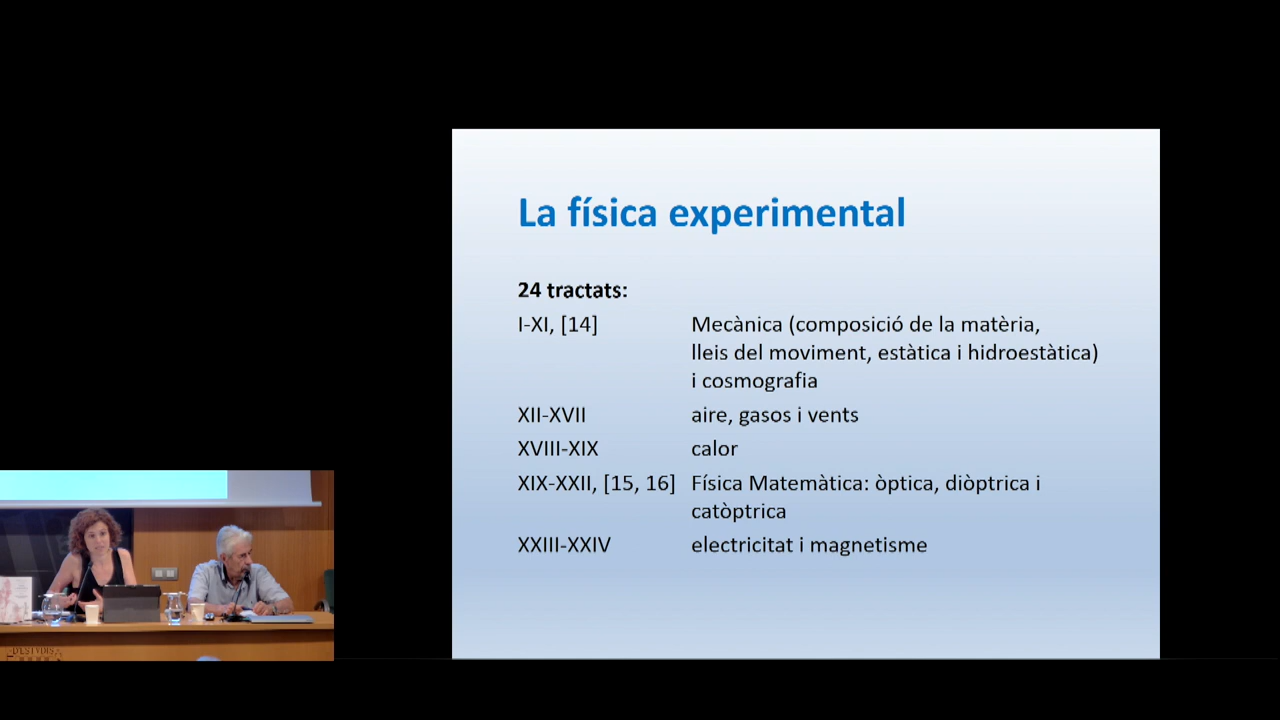 La física experimental
24 tractats:
I-XI, [14] Mecànica (composició de la matèria,
lleis del moviment, estàtica i hidroestàtica)
i cosmografia
XII-XVII aire, gasos i vents
XVIII-XIX calor
XIX-XXII, [15, 16] Física Matemàtica: òptica, diòptrica i
catòptrica
XXIII-XXIV electricitat i magnetisme
D'ESTVDIS